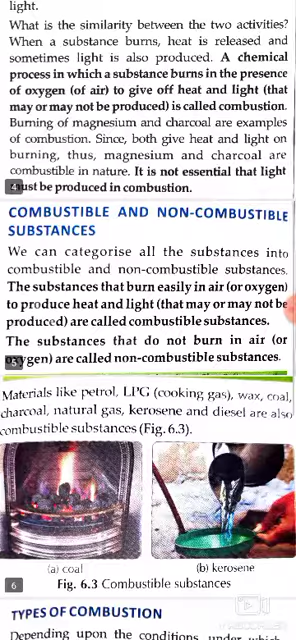 light.
What is the similarity between the two activities?
When a substance burns, heat is released and
sometimes light is also produced. A chemical
process in which a substance burns in the presence
of oxygen (of air) to give off heat and light (that
may or may not be produced) is called combustion.
Burning of magnesium and charcoal are examples
of combustion. Since, both give heat and light on
burning, thus, magnesium and charcoal are
combustible in nature. It is not essential that light
must be produced in combustion.
COMBUSTIBLE AND NON-COMBUSTIBLE
SUBSTANCES
We can categorise all the substances into
combustible and non-combustible substances.
The substances that burn easily in air (or oxygen)
to produce heat and light (that may or may not be
produced) are called combustible substances.
The substances that do not burn in air (or
oxygen) are called non-combustible substances.
5
Materials like petrol, LPG (cooking gas), wax, coal,
charcoal, natural gas, kerosene and diesel are also
combustible substances (Fig. 6.3).
(a) coal (b) kerosene
6 Fig. 6.3 Combustible substances
TYPES OF COMBUSTION
Depending upon the conditions under which